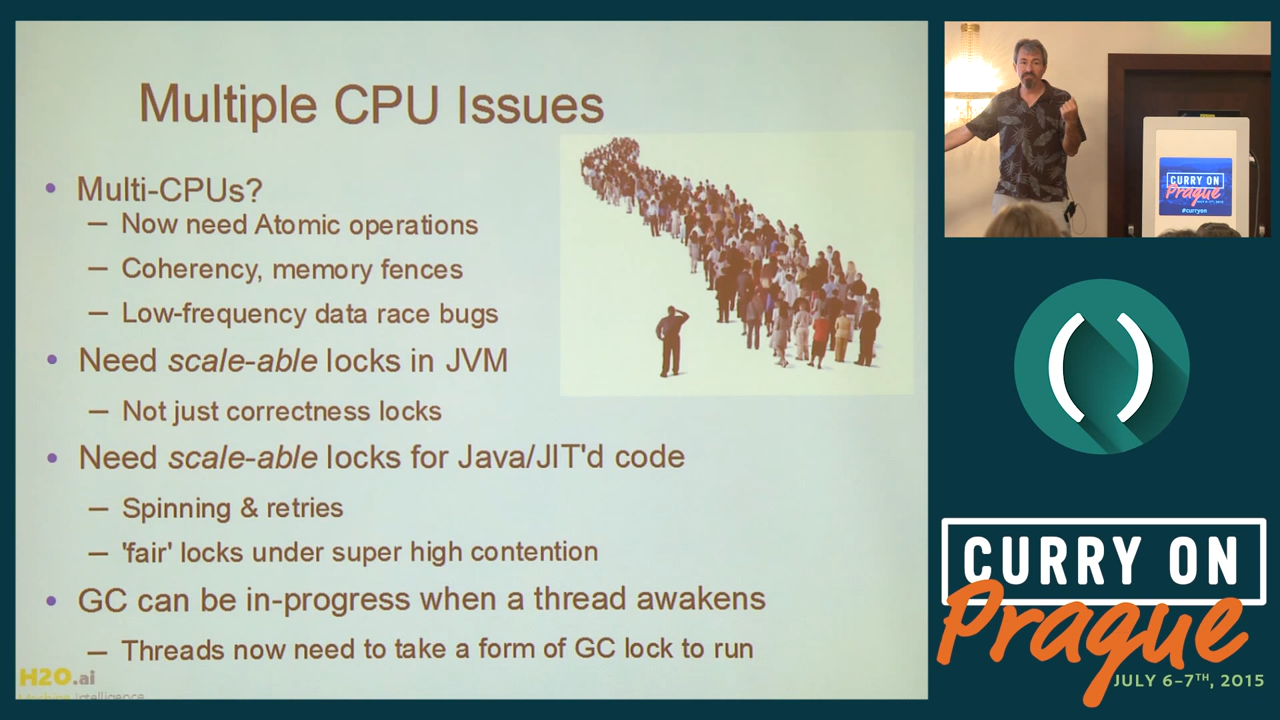 Multiple CPU Issues
• Multi-CPUs?
– Now need Atomic operations
– Coherency, memory fences
– Low-frequency data race bugs
• Need scale-able locks in JVM
– Not just correctness locks
• Need scale-able locks for Java/JIT'd code
– Spinning & retries
– 'fair' locks under super high contention
• GC can be in-progress when a thread awakens
– Threads now need to take a form of GC lock to run
H2O.ai
Machine Intelligence
CURRY ON
Prague
#curryon
CURRY ON
Prague
JULY 6–7TH, 2015